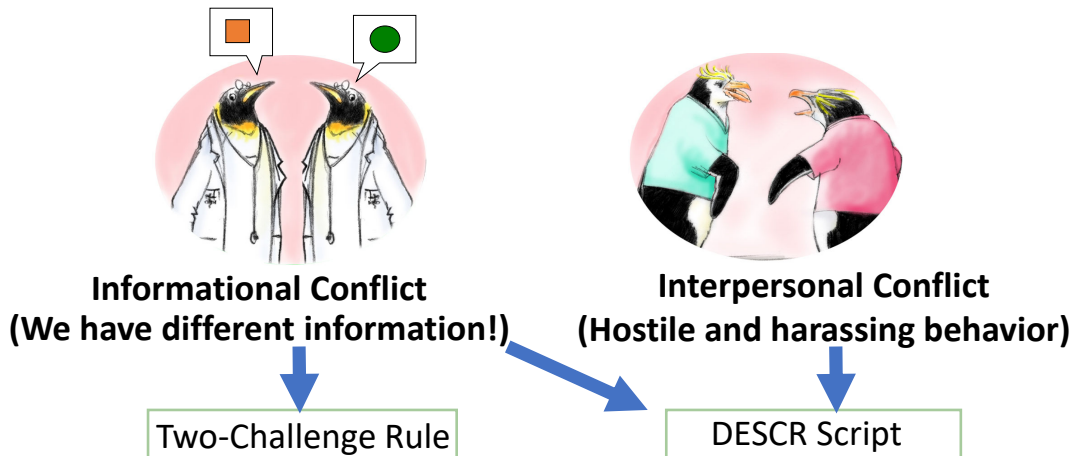 Informational Conflict
(We have different information!)
Interpersonal Conflict
(Hostile and harassing behavior)
Two-Challenge Rule
DESCR Script